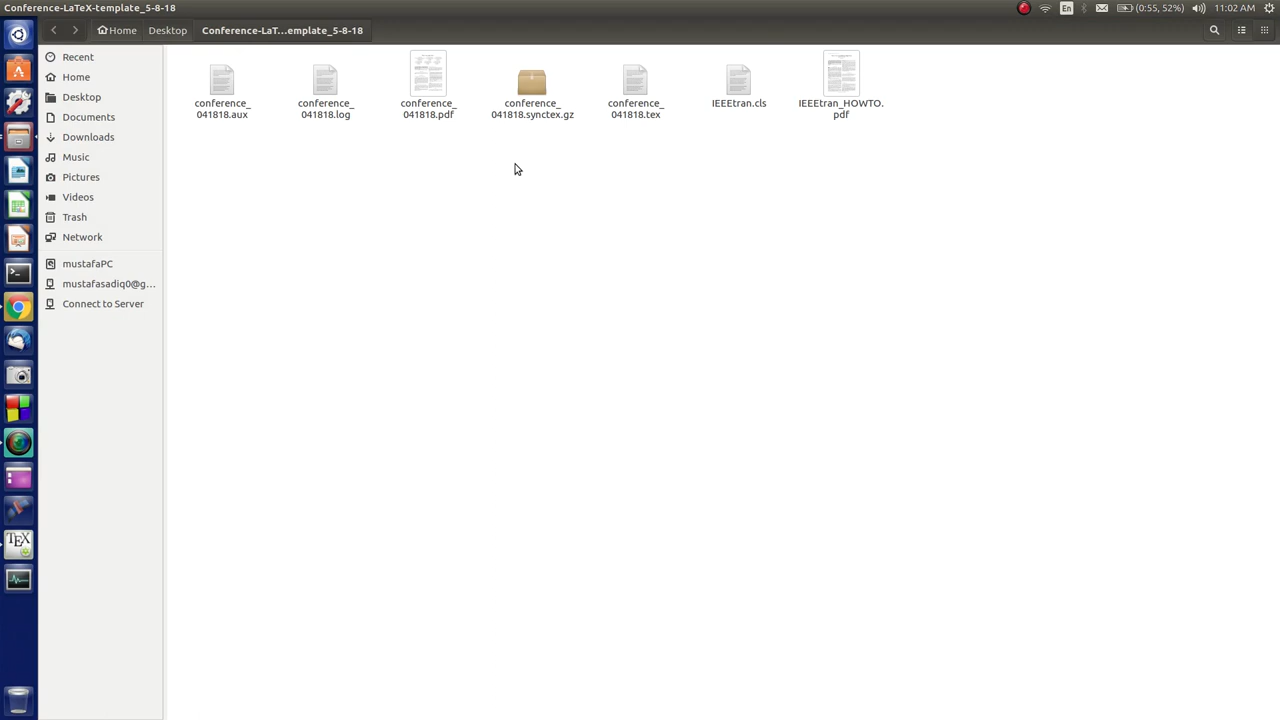 Conference-LaTeX-template_5-8-18
En
(0:55, 52%)
11:02 AM
Home
Desktop
Conference-LaT...emplate_5-8-18
Recent
Home
Desktop
Documents
Downloads
Music
Pictures
Videos
Trash
Network
mustafaPC
mustafasadiq0@g...
Connect to Server
conference_
041818.aux
conference_
041818.log
conference_
041818.pdf
conference_
041818.synctex.gz
conference_
041818.tex
IEEEtran.cls
IEEEtran_HOWTO.
pdf
TEX